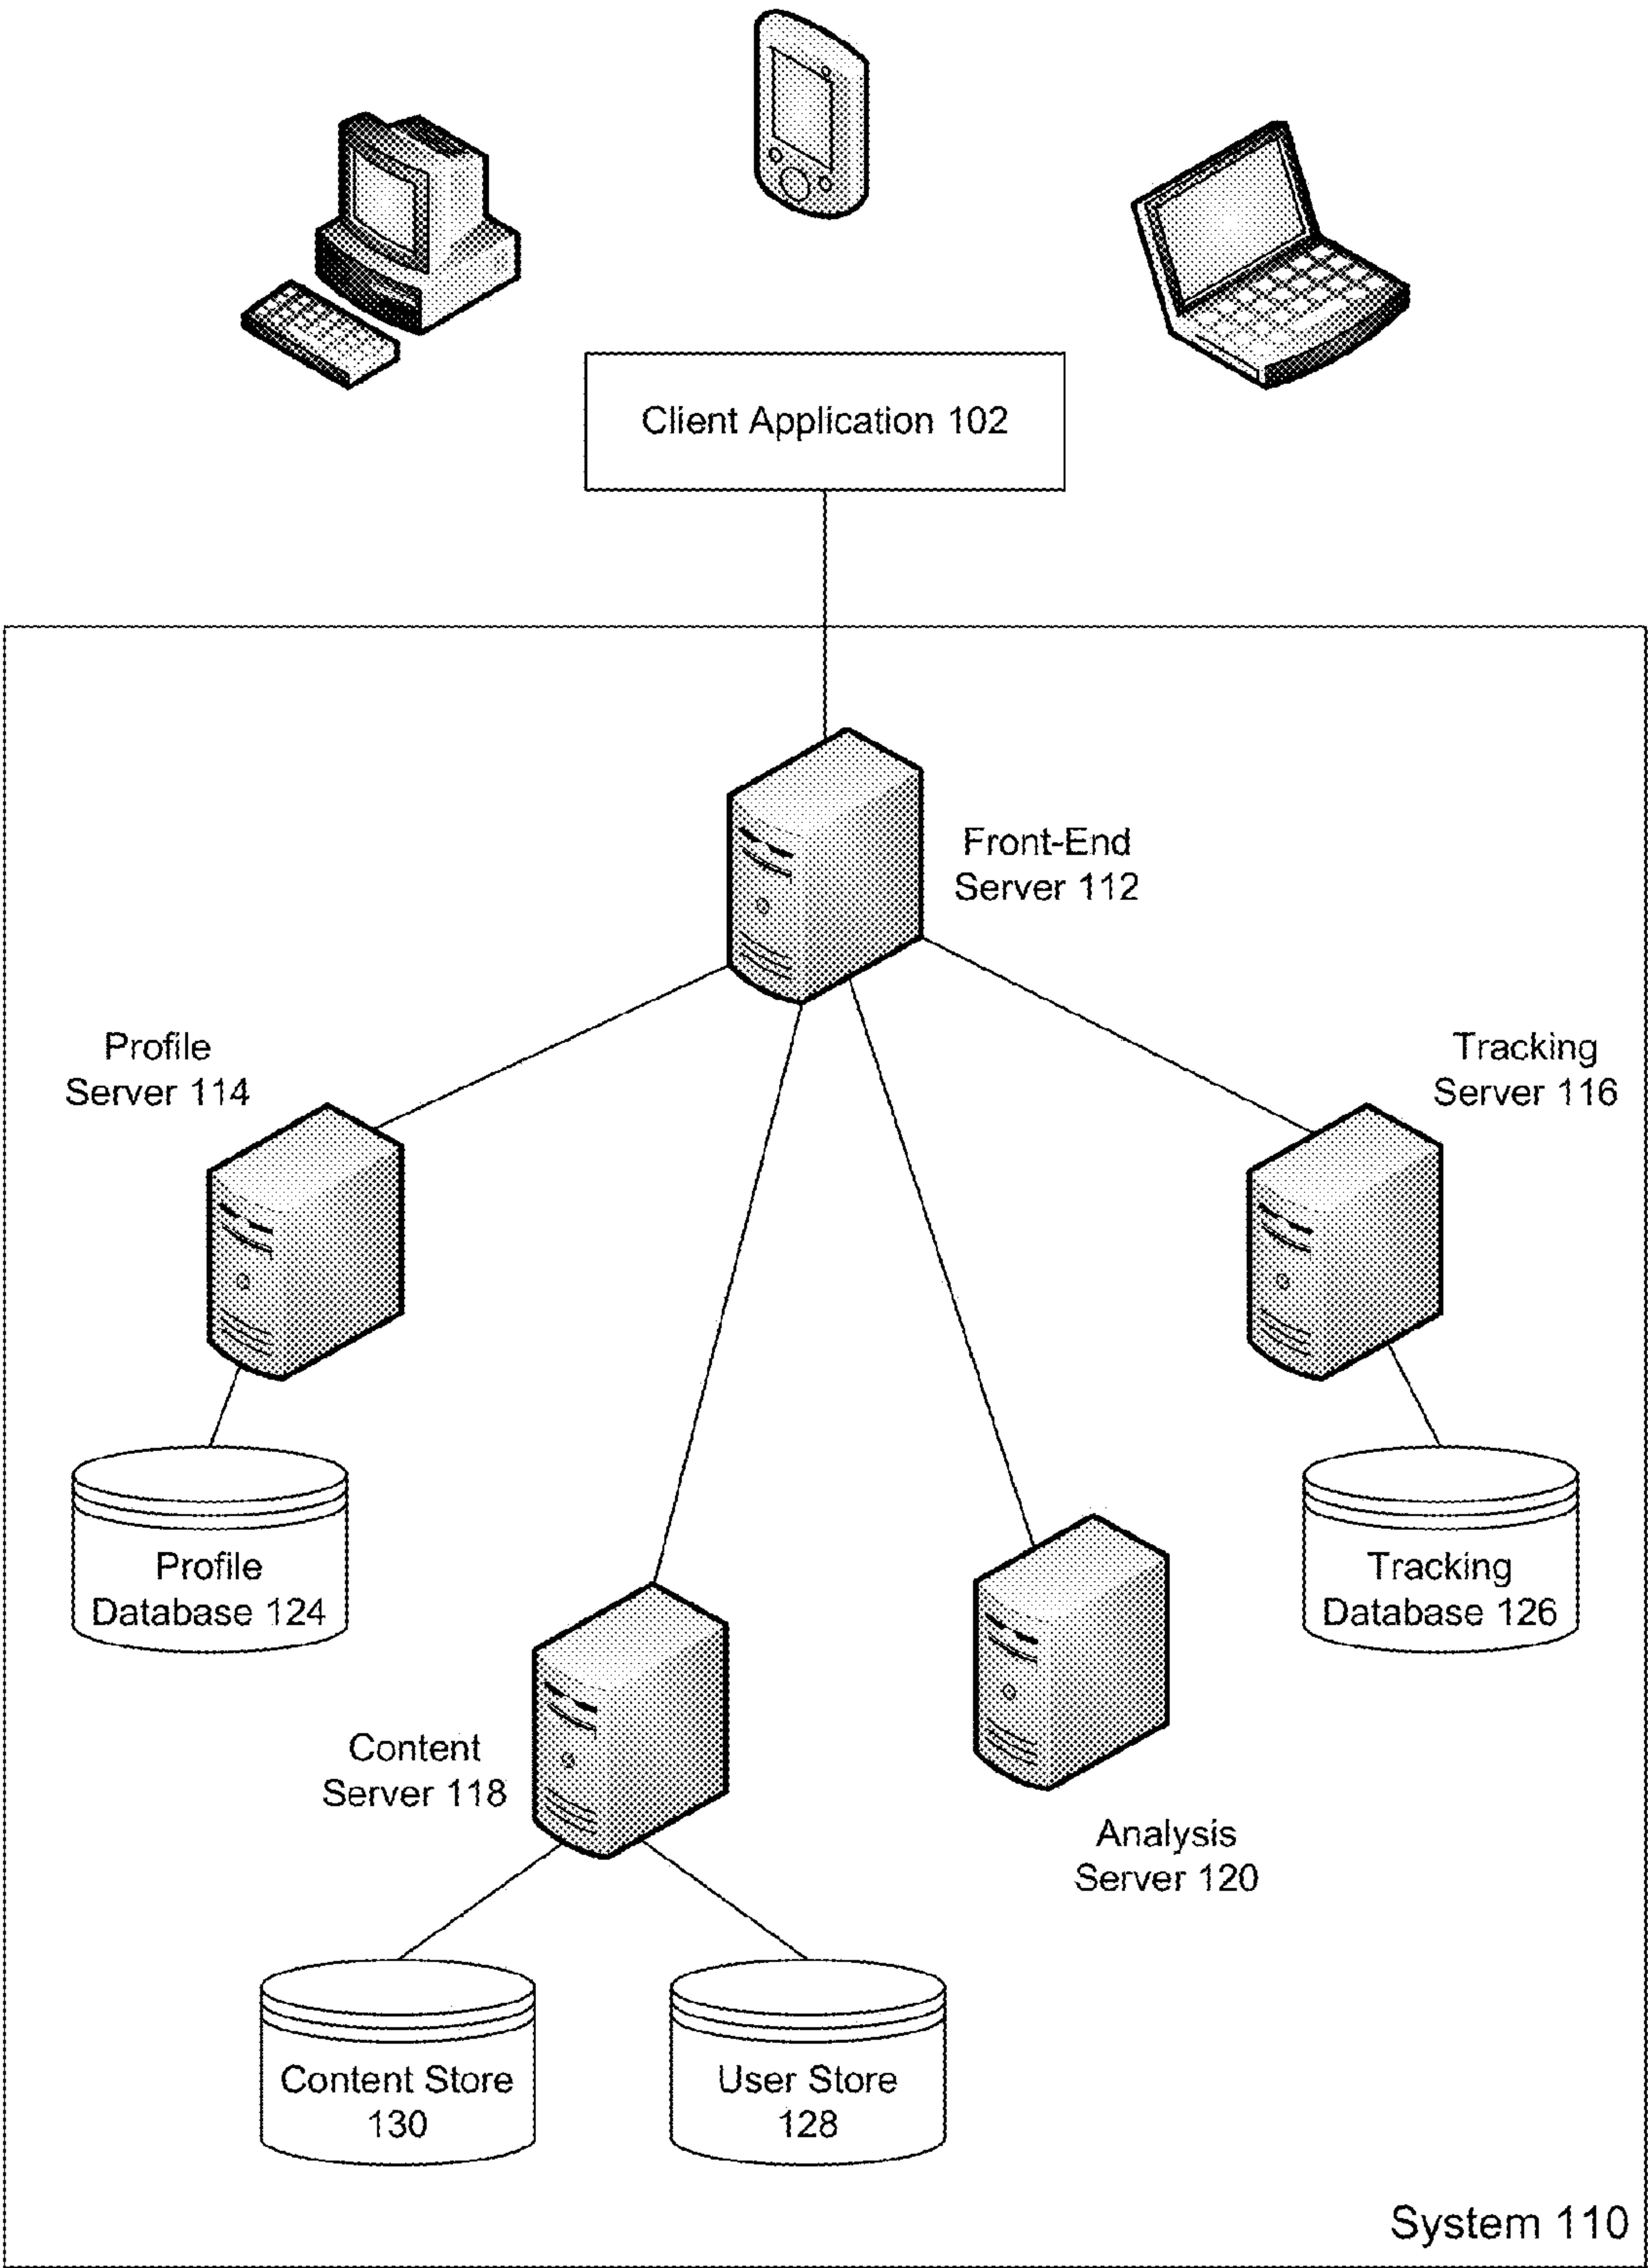 Client Application 102
Front-End
Server 112
Profile
Server 114
Tracking
Server 116
Profile
Database 124
Tracking
Database 126
Content
Server 118
Analysis
Server 120
Content Store
130
User Store
128
System 110